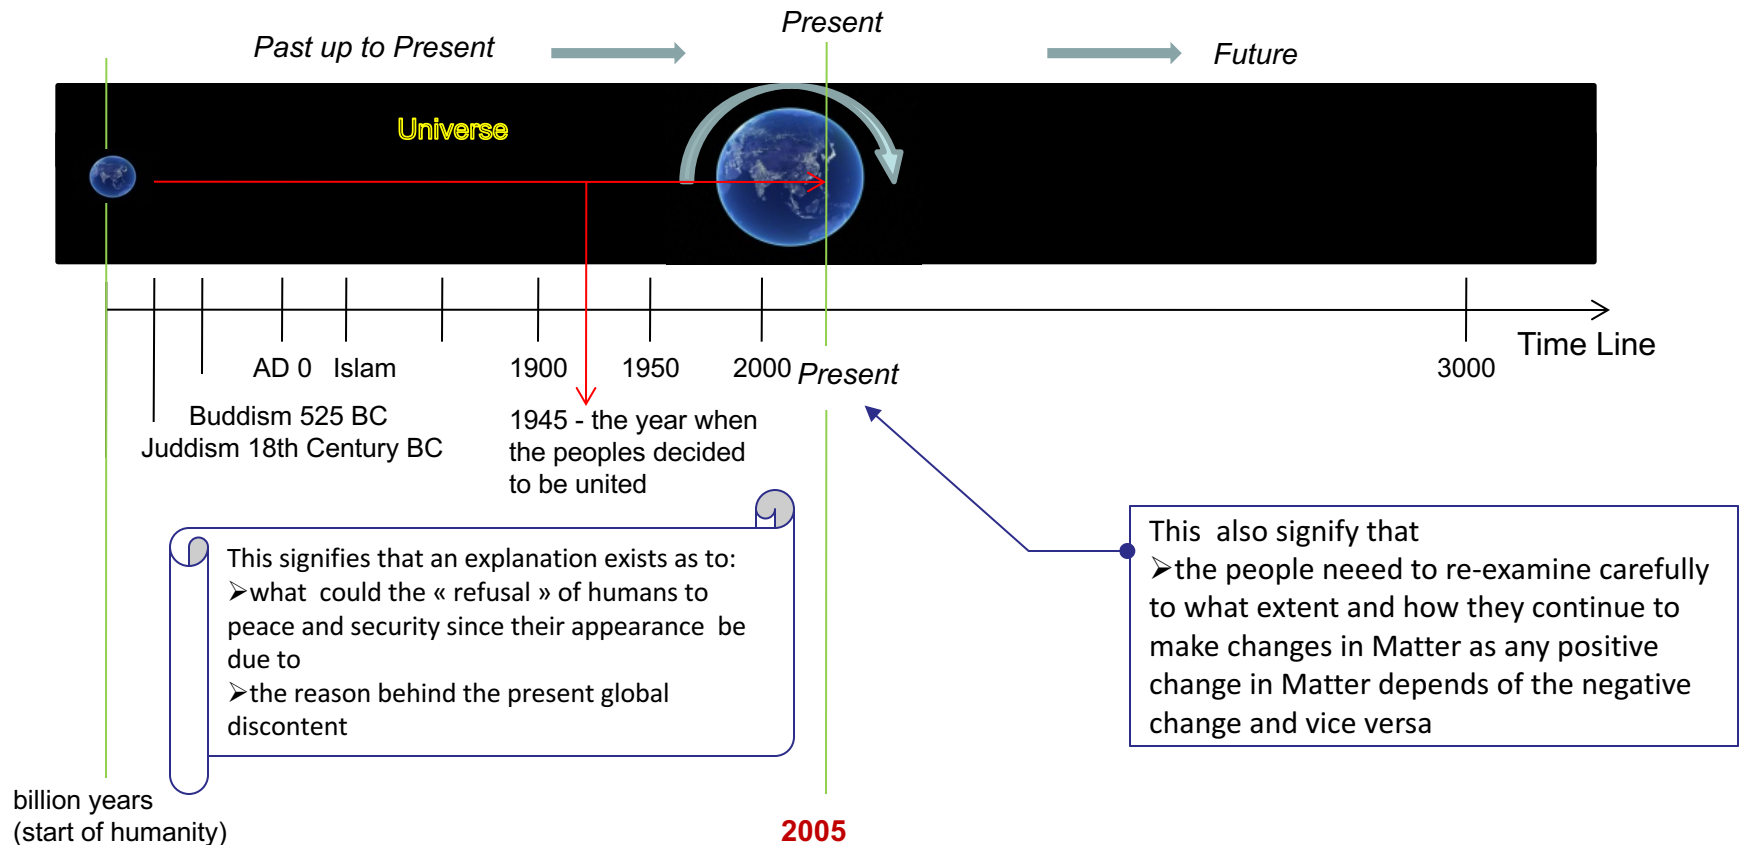 Present
Past up to Present
Future
Universe
Time Line
AD 0
Islam
1900
1950
2000
Present
3000
Buddism 525 BC
Juddism 18th Century BC
1945 - the year when
the peoples decided
to be united
This signifies that an explanation exists as to:
➢what could the « refusal » of humans to
peace and security since their appearance be
due to
➢the reason behind the present global
discontent
This also signify that
➢the people neeed to re-examine carefully
to what extent and how they continue to
make changes in Matter as any positive
change in Matter depends of the negative
change and vice versa
billion years
(start of humanity)
2005